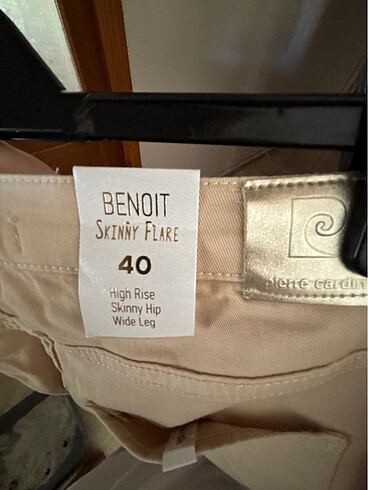 BENOIT
SKINNY FLARE
40
High Rise
Skinny Hip
Wide Leg
pierre cardin